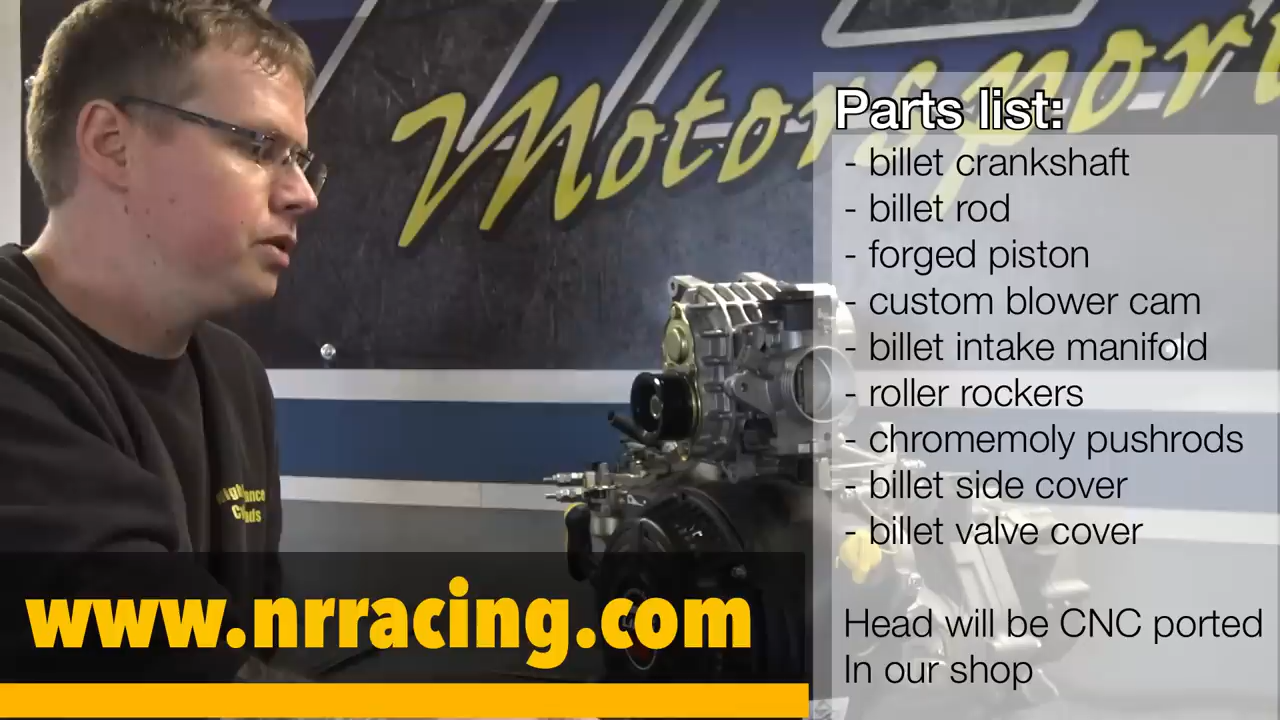 Motorsport
Parts list:
- billet crankshaft
- billet rod
- forged piston
- custom blower cam
- billet intake manifold
- roller rockers
- chromemoly pushrods
- billet side cover
- billet valve cover
Head will be CNC ported
In our shop
www.nrracing.com